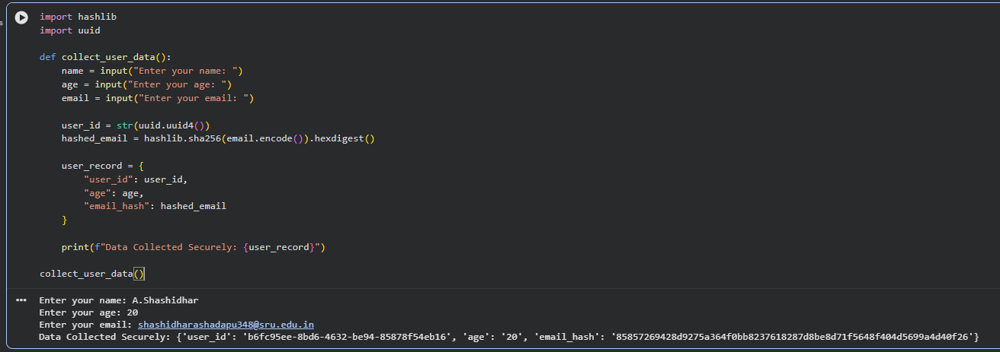 import hashlib
import uuid
def collect_user_data():
    name = input("Enter your name: ")
    age = input("Enter your age: ")
    email = input("Enter your email: ")
    user_id = str(uuid.uuid4())
    hashed_email = hashlib.sha256(email.encode()).hexdigest()
    user_record = {
        "user_id": user_id,
        "age": age,
        "email_hash": hashed_email
    }
    print(f"Data Collected Securely: {user_record}")
collect_user_data()
Enter your name: A.Shashidhar
Enter your age: 20
Enter your email: shashidharashadapu348@sru.edu.in
Data Collected Securely: {'user_id': 'b6fc95ee-8bd6-4632-be94-85878f54eb16', 'age': '20', 'email_hash': '85857269428d9275a364f0bb8237618287d8be8d71f5648f404d5699a4d40f26'}